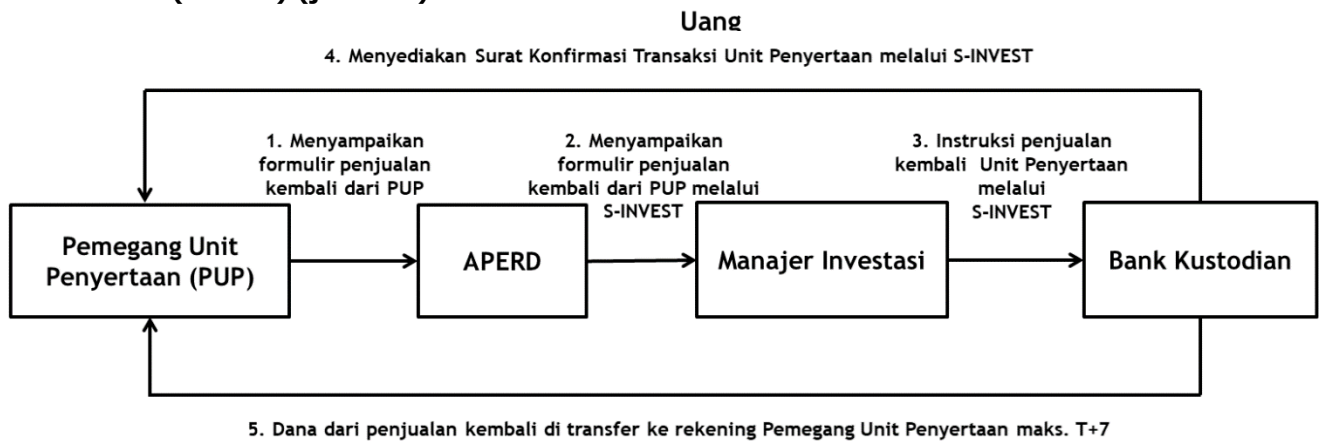 Uang
4. Menyediakan Surat Konfirmasi Transaksi Unit Penyertaan melalui S-INVEST
1. Menyampaikan
formulir penjualan
kembali dari PUP
2. Menyampaikan
formulir penjualan
kembali dari PUP melalui
S-INVEST
3. Instruksi penjualan
kembali Unit Penyertaan
melalui
S-INVEST
Pemegang Unit
Penyertaan (PUP)
APERD
Manajer Investasi
Bank Kustodian
5. Dana dari penjualan kembali di transfer ke rekening Pemegang Unit Penyertaan maks. T+7